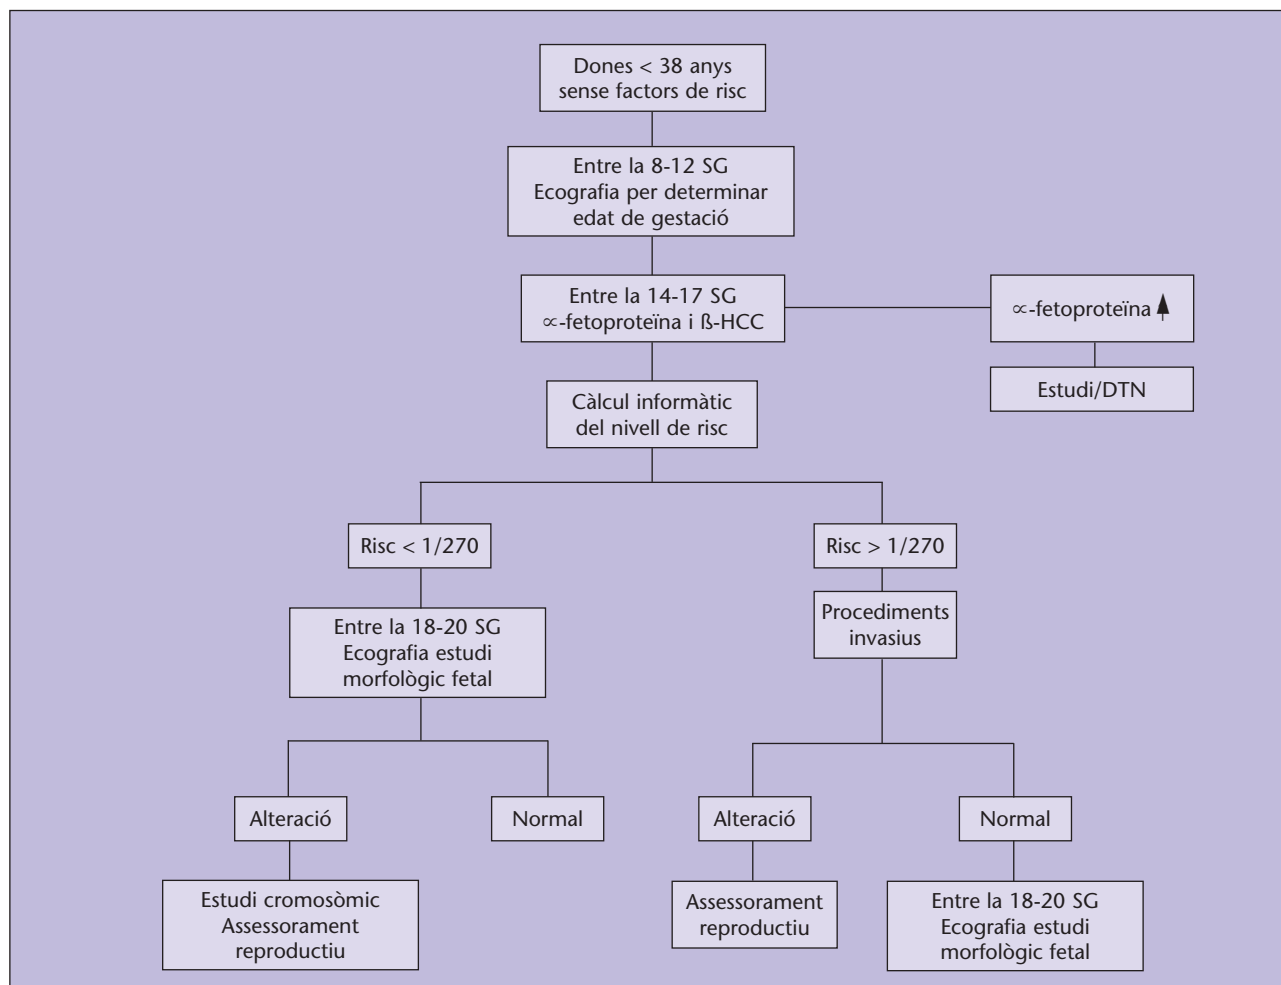 Dones < 38 anys
sense factors de risc
Entre la 8-12 SG
Ecografia per determinar
edat de gestació
Entre la 14-17 SG
∝-fetoproteïna i ß-HCC
∝-fetoproteïna
Estudi/DTN
Càlcul informàtic
del nivell de risc
Risc < 1/270
Risc > 1/270
Entre la 18-20 SG
Ecografia estudi
morfològic fetal
Procediments
invasius
Alteració
Normal
Alteració
Normal
Estudi cromosòmic
Assessorament
reproductiu
Assessorament
reproductiu
Entre la 18-20 SG
Ecografia estudi
morfològic fetal